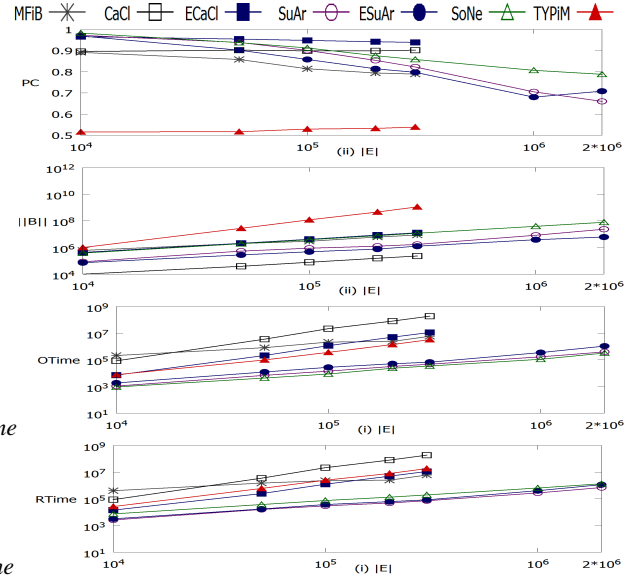 MFiB CaCl ECaCl SuAr ESuAr SoNe TYPiM
1
0.9
0.8
PC
0.7
0.6
0.5
10^4 10^5 10^6 2*10^6
(ii) |E|
10^12
10^10
||B|| 10^8
10^6
10^4
10^4 10^5 10^6 2*10^6
(ii) |E|
10^9
10^7
OTime 10^5
10^3
10^1
10^4 10^5 10^6 2*10^6
(i) |E|
me
10^9
10^7
RTime 10^5
10^3
10^1
10^4 10^5 10^6 2*10^6
(i) |E|
me